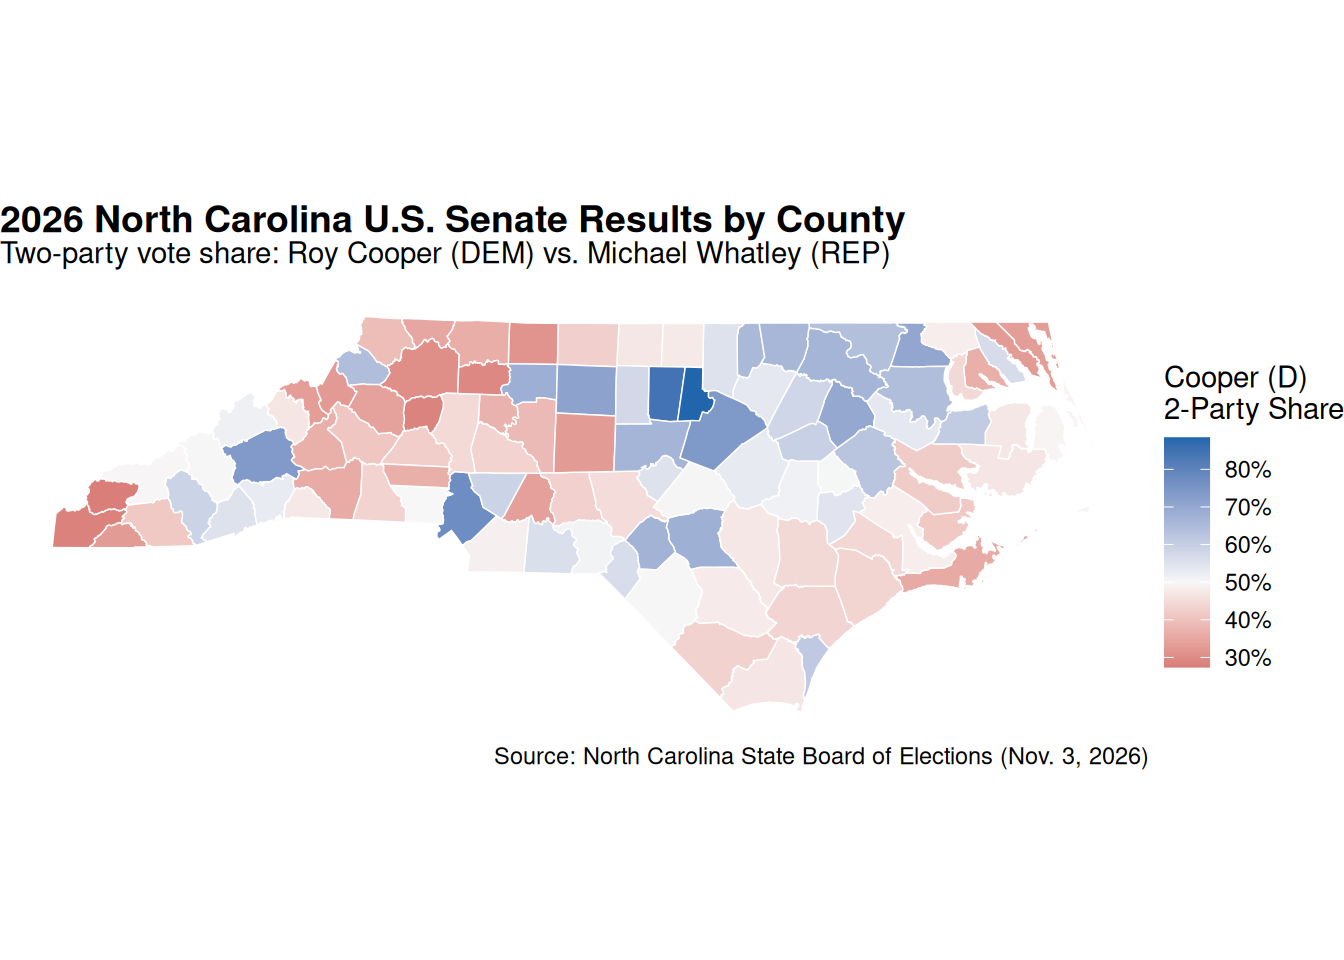 2026 North Carolina U.S. Senate Results by County
Two-party vote share: Roy Cooper (DEM) vs. Michael Whatley (REP)
Cooper (D)
2-Party Share
80%
70%
60%
50%
40%
30%
Source: North Carolina State Board of Elections (Nov. 3, 2026)